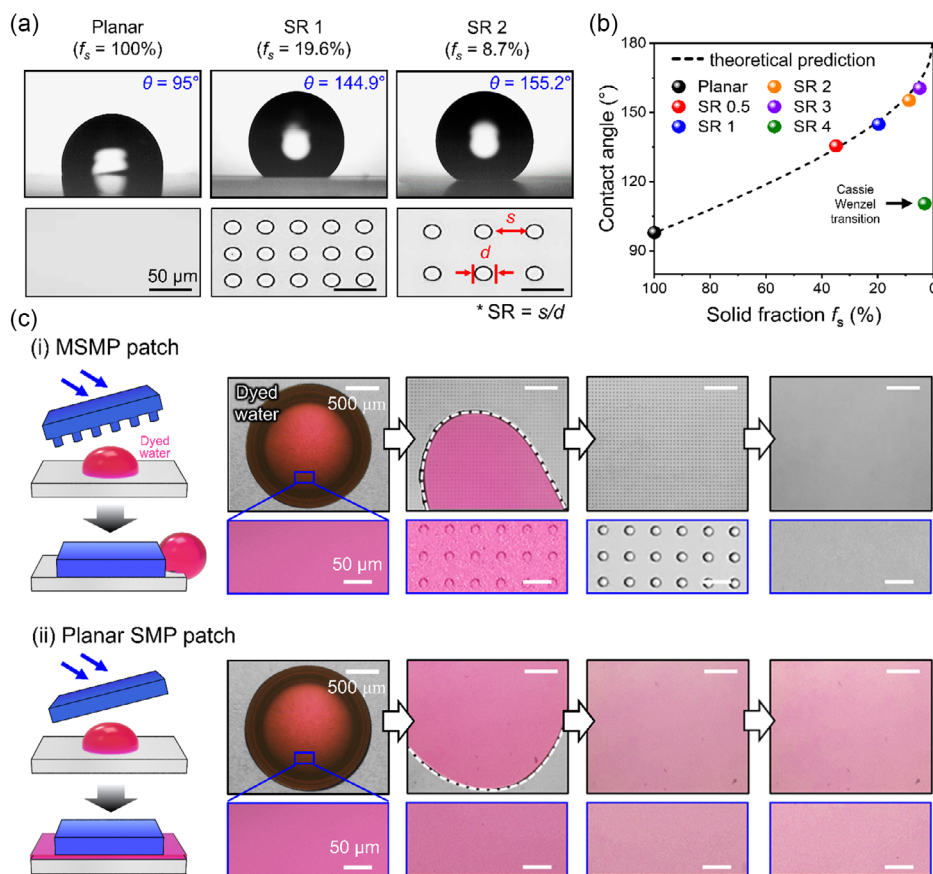 (a)
Planar
(fs = 100%)
SR 1
(fs = 19.6%)
SR 2
(fs = 8.7%)
θ = 95°
θ = 144.9°
θ = 155.2°
50 μm
s
d
* SR = s/d
(b)
180
150
120
90
Contact angle (°)
theoretical prediction
Planar
SR 0.5
SR 1
SR 2
SR 3
SR 4
Cassie
Wenzel
transition
100
80
60
40
20
0
Solid fraction fs (%)
(c)
(i) MSMP patch
Dyed
water
Dyed
water
500 μm
50 μm
(ii) Planar SMP patch
500 μm
50 μm